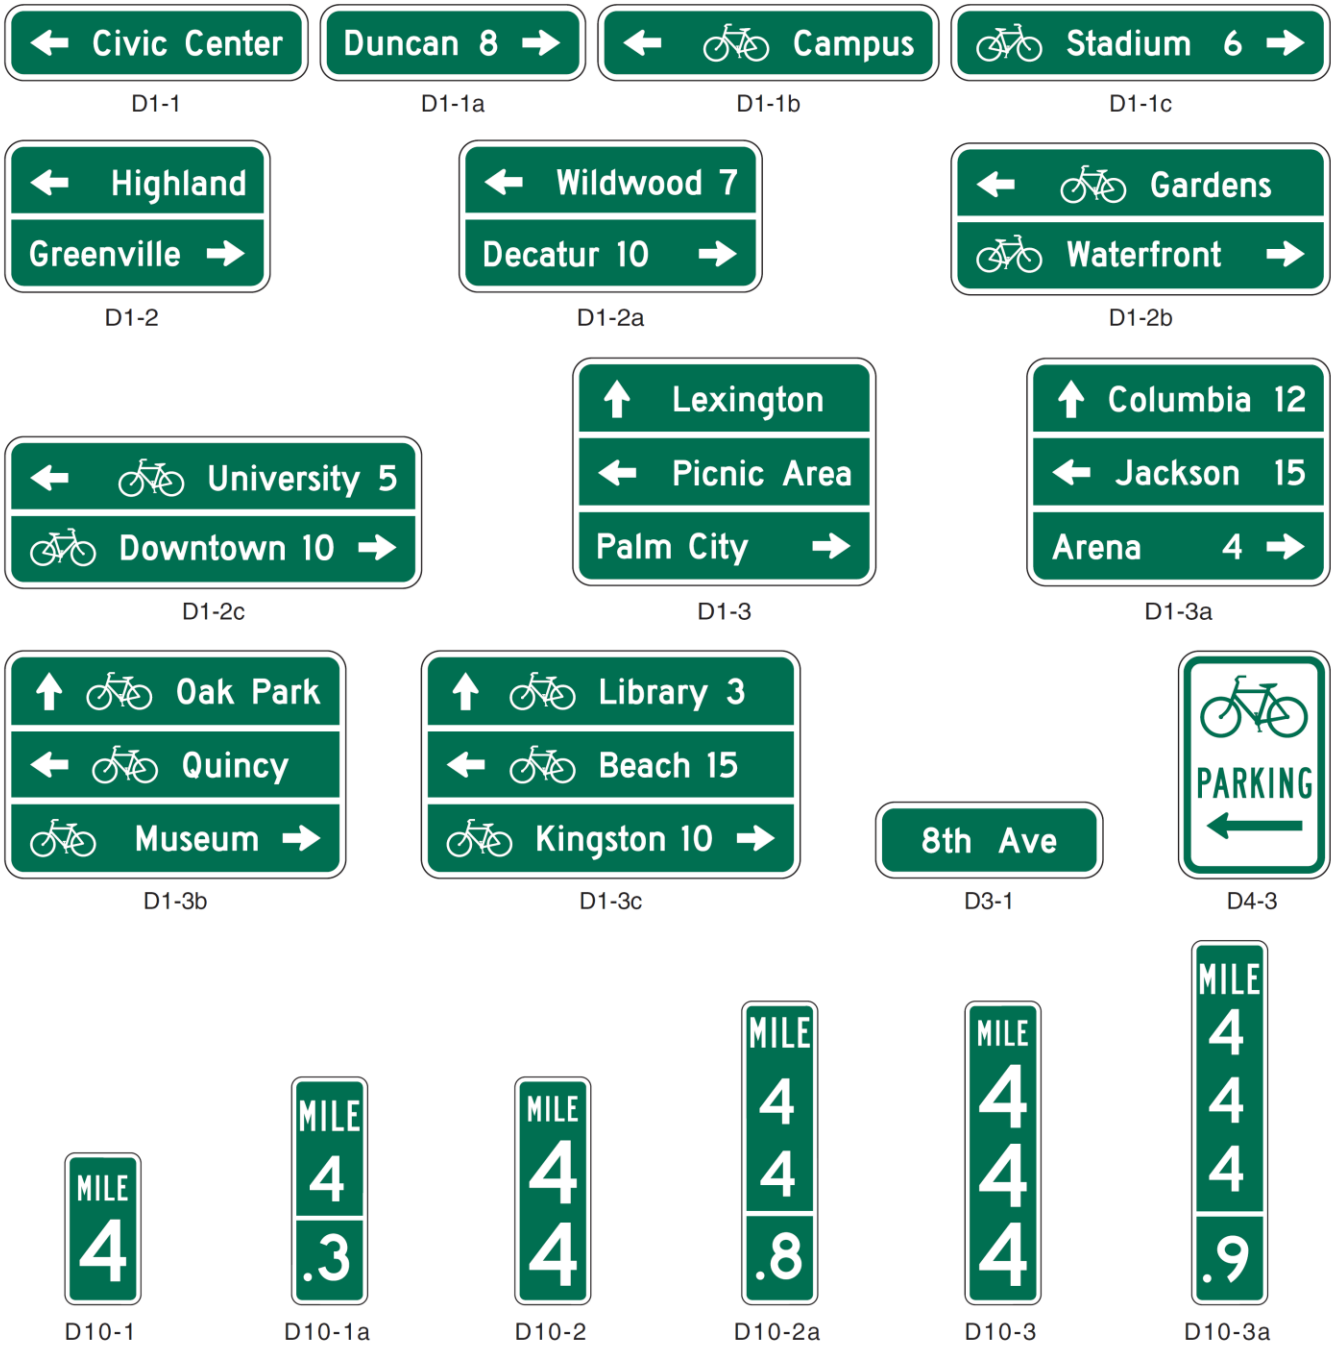 Civic Center
Duncan 8
Campus
Stadium 6
D1-1
D1-1a
D1-1b
D1-1c
Highland
Greenville
D1-2
Wildwood 7
Decatur 10
D1-2a
Gardens
Waterfront
D1-2b
University 5
Downtown 10
D1-2c
Lexington
Picnic Area
Palm City
D1-3
Columbia 12
Jackson 15
Arena 4
D1-3a
Oak Park
Quincy
Museum
D1-3b
Library 3
Beach 15
Kingston 10
D1-3c
8th Ave
D3-1
PARKING
D4-3
MILE
4
D10-1
MILE
4
.3
D10-1a
MILE
4
4
D10-2
MILE
4
4
.8
D10-2a
MILE
4
4
4
D10-3
MILE
4
4
4
.9
D10-3a